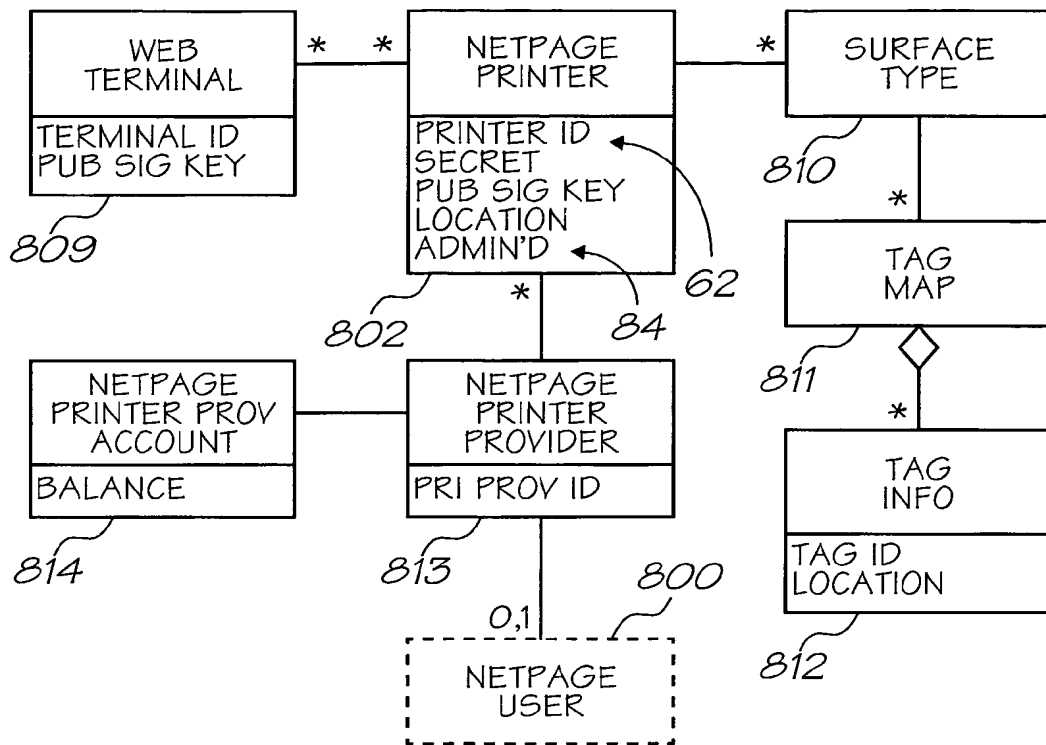 WEB
TERMINAL
TERMINAL ID
PUB SIG KEY
809
* *
NETPAGE
PRINTER
PRINTER ID
SECRET
PUB SIG KEY
LOCATION
ADMIN'D
802
62
84
*
*
SURFACE
TYPE
810
*
TAG
MAP
811
*
TAG
INFO
TAG ID
LOCATION
812
NETPAGE
PRINTER PROV
ACCOUNT
BALANCE
814
NETPAGE
PRINTER
PROVIDER
PRI PROV ID
813
800
0,1
NETPAGE
USER